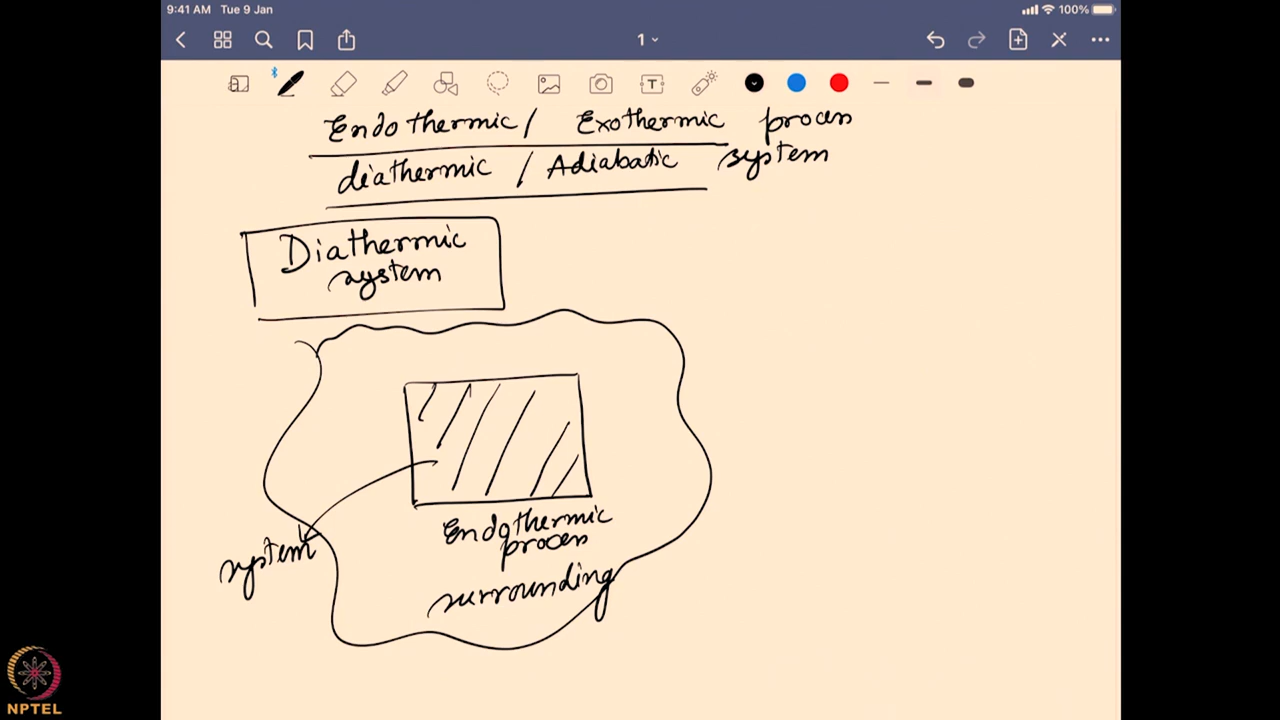 9:41 AM Tue 9 Jan
100%
1
T
Endothermic / Exothermic process
diathermic / Adiabatic system
Diathermic
system
Endothermic
process
system
surrounding
NPTEL